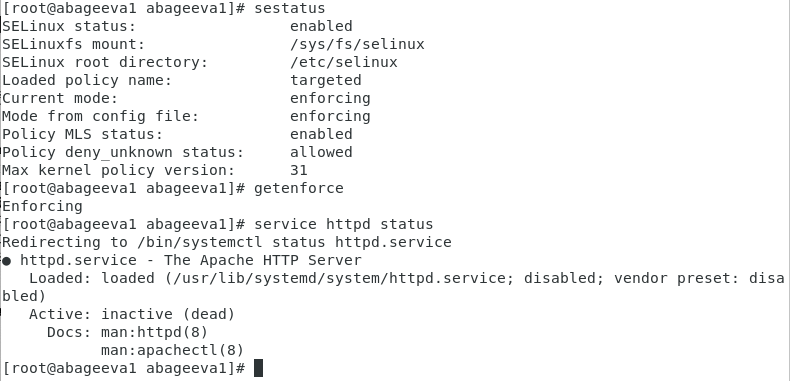 [root@abageeva1 abageeva1]# sestatus
SELinux status:                 enabled
SELinuxfs mount:                /sys/fs/selinux
SELinux root directory:         /etc/selinux
Loaded policy name:             targeted
Current mode:                   enforcing
Mode from config file:          enforcing
Policy MLS status:              enabled
Policy deny_unknown status:     allowed
Max kernel policy version:      31
[root@abageeva1 abageeva1]# getenforce
Enforcing
[root@abageeva1 abageeva1]# service httpd status
Redirecting to /bin/systemctl status httpd.service
● httpd.service - The Apache HTTP Server
   Loaded: loaded (/usr/lib/systemd/system/httpd.service; disabled; vendor preset: disa
bled)
   Active: inactive (dead)
     Docs: man:httpd(8)
           man:apachectl(8)
[root@abageeva1 abageeva1]#